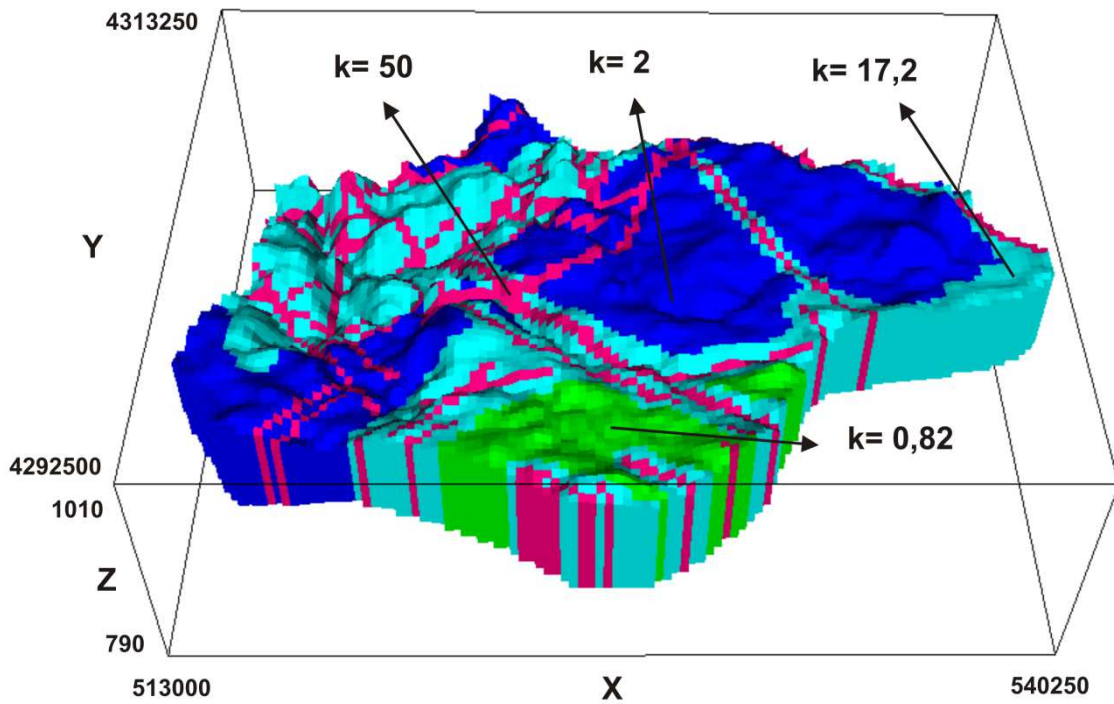 4313250
k= 50
k= 2
k= 17,2
Y
k= 0,82
4292500
1010
Z
790
513000
X
540250